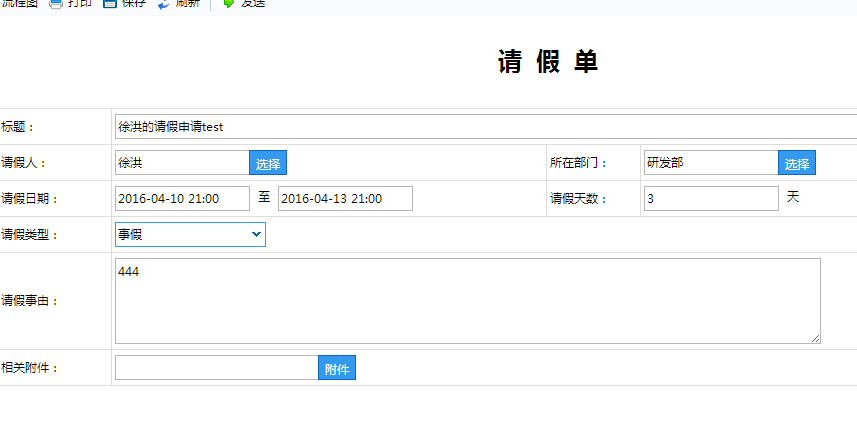 流程图 打印 保存 刷新 发送
请 假 单
标题： 徐洪的请假申请test
请假人： 徐洪 选择 所在部门： 研发部 选择
请假日期： 2016-04-10 21:00 至 2016-04-13 21:00 请假天数： 3 天
请假类型： 事假
请假事由： 444
相关附件： 附件